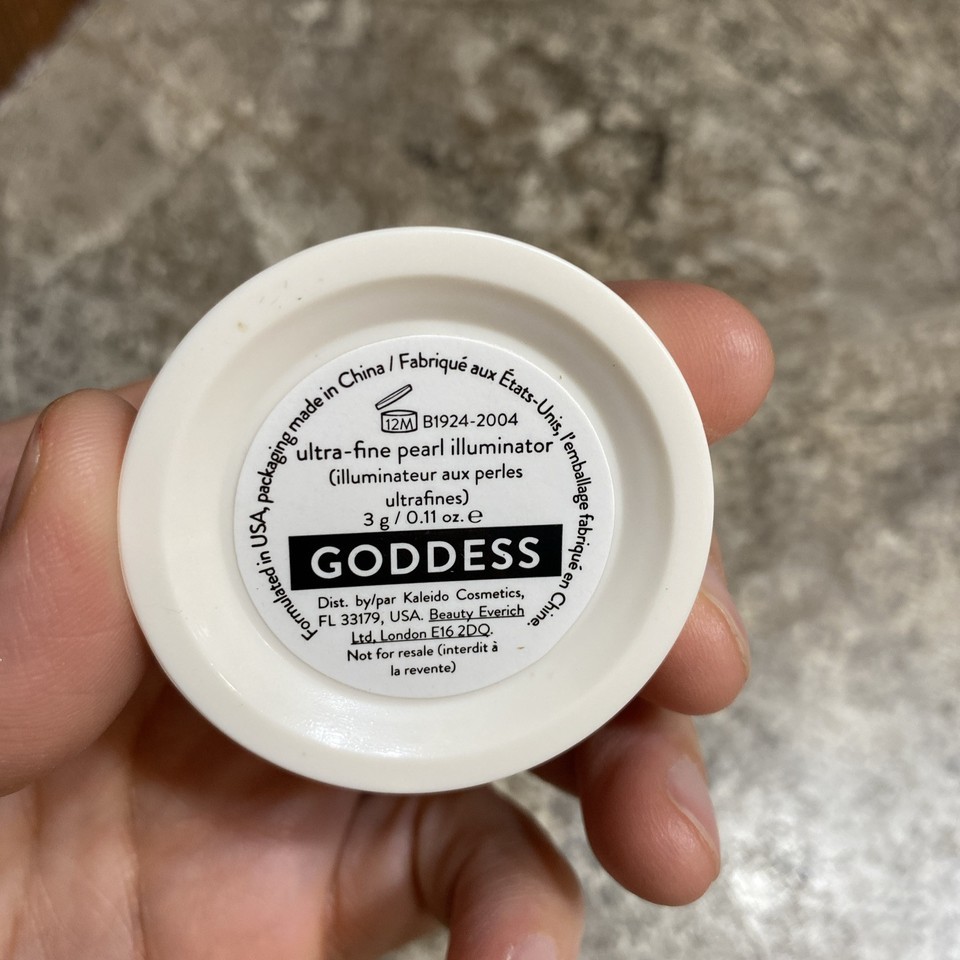 Formulated in USA, packaging made in China / Fabriqué aux États-Unis, l'emballage fabriqué en Chine.
12M B1924-2004
ultra-fine pearl illuminator
(illuminateur aux perles
ultrafines)
3 g / 0.11 oz. ℮
GODDESS
Dist. by/par Kaleido Cosmetics,
FL 33179, USA. Beauty Everich
Ltd, London E16 2DQ.
Not for resale (interdit à
la revente)